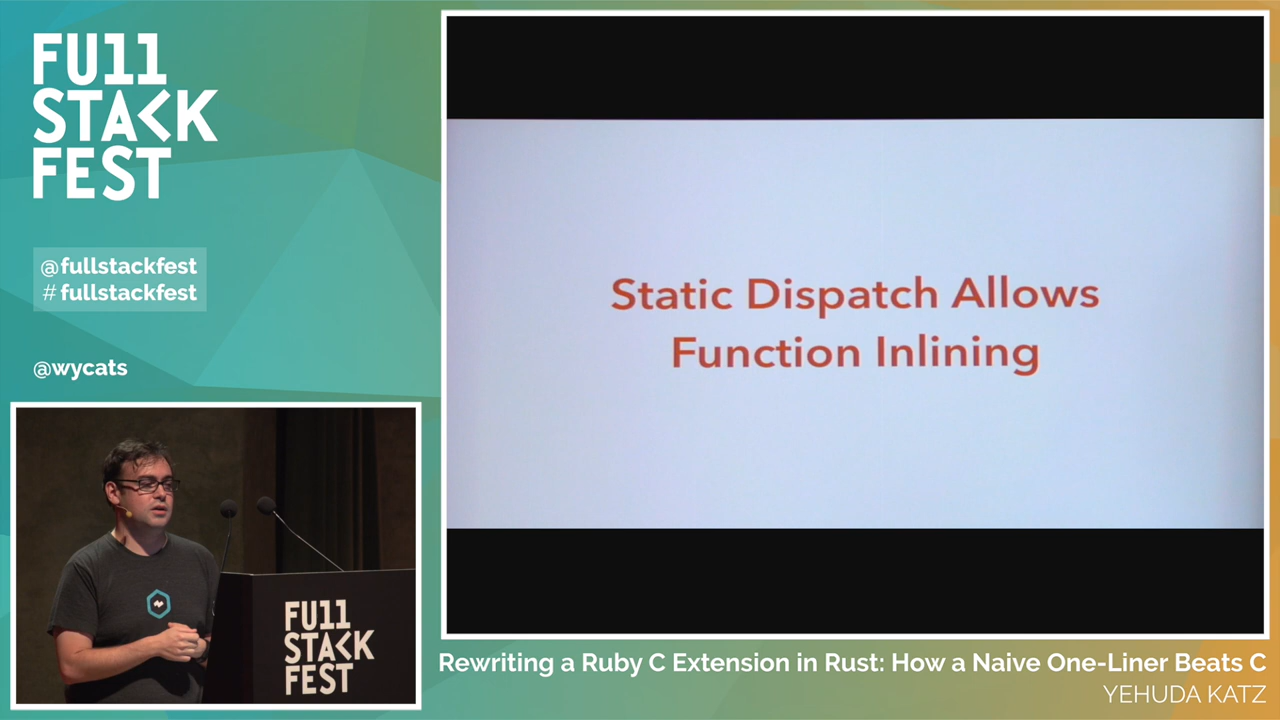 FU11
STACK
FEST
@fullstackfest
# fullstackfest
@wycats
Static Dispatch Allows
Function Inlining
FU11
STACK
FEST
Rewriting a Ruby C Extension in Rust: How a Naive One-Liner Beats C
YEHUDA KATZ